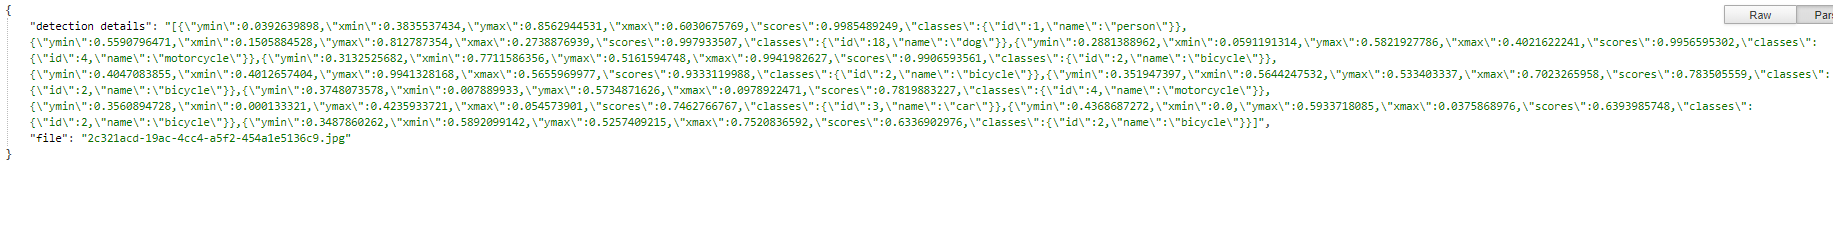 {
"detection details": "[{\"ymin\":0.0392639898,\"xmin\":0.3835537434,\"ymax\":0.8562944531,\"xmax\":0.6030675769,\"scores\":0.9985489249,\"classes\":{\"id\":1,\"name\":\"person\"}},
Raw Pars
{\"ymin\":0.5590796471,\"xmin\":0.1505884528,\"ymax\":0.812787354,\"xmax\":0.2738876939,\"scores\":0.997933507,\"classes\":{\"id\":18,\"name\":\"dog\"}},{\"ymin\":0.2881388962,\"xmin\":0.0591191314,\"ymax\":0.5821927786,\"xmax\":0.4021622241,\"scores\":0.9956595302,\"classes\":
{\"id\":4,\"name\":\"motorcycle\"}},{\"ymin\":0.3132525682,\"xmin\":0.7711586356,\"ymax\":0.5161594748,\"xmax\":0.9941982627,\"scores\":0.9906593561,\"classes\":{\"id\":2,\"name\":\"bicycle\"}},
{\"ymin\":0.4047083855,\"xmin\":0.4012657404,\"ymax\":0.9941328168,\"xmax\":0.5655969977,\"scores\":0.9333119988,\"classes\":{\"id\":2,\"name\":\"bicycle\"}},{\"ymin\":0.351947397,\"xmin\":0.5644247532,\"ymax\":0.533403337,\"xmax\":0.7023265958,\"scores\":0.783505559,\"classes\":
{\"id\":2,\"name\":\"bicycle\"}},{\"ymin\":0.3748073578,\"xmin\":0.007889933,\"ymax\":0.5734871626,\"xmax\":0.0978922471,\"scores\":0.7819883227,\"classes\":{\"id\":4,\"name\":\"motorcycle\"}},
{\"ymin\":0.3560894728,\"xmin\":0.000133321,\"ymax\":0.4235933721,\"xmax\":0.054573901,\"scores\":0.7462766767,\"classes\":{\"id\":3,\"name\":\"car\"}},{\"ymin\":0.4368687272,\"xmin\":0.0,\"ymax\":0.5933718085,\"xmax\":0.0375868976,\"scores\":0.6393985748,\"classes\":
{\"id\":2,\"name\":\"bicycle\"}},{\"ymin\":0.3487860262,\"xmin\":0.5892099142,\"ymax\":0.5257409215,\"xmax\":0.7520836592,\"scores\":0.6336902976,\"classes\":{\"id\":2,\"name\":\"bicycle\"}}]",
"file": "2c321acd-19ac-4cc4-a5f2-454a1e5136c9.jpg"
}